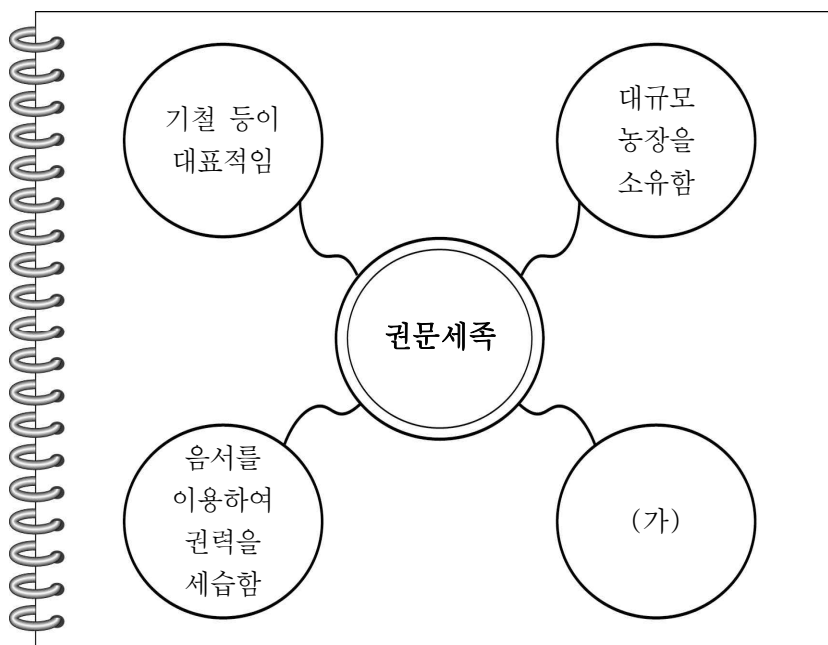 기철 등이
대표적임
대규모
농장을
소유함
권문세족
음서를
이용하여
권력을
세습함
(가)